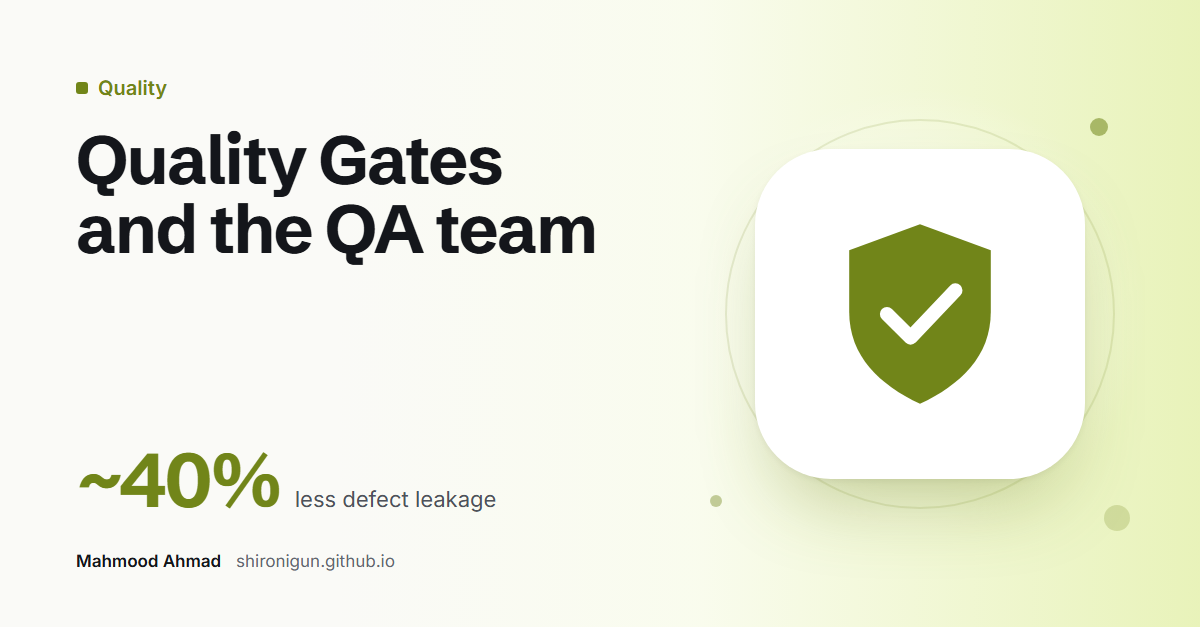 Quality
Quality Gates
and the QA team
~40% less defect leakage
Mahmood Ahmad shironigun.github.io